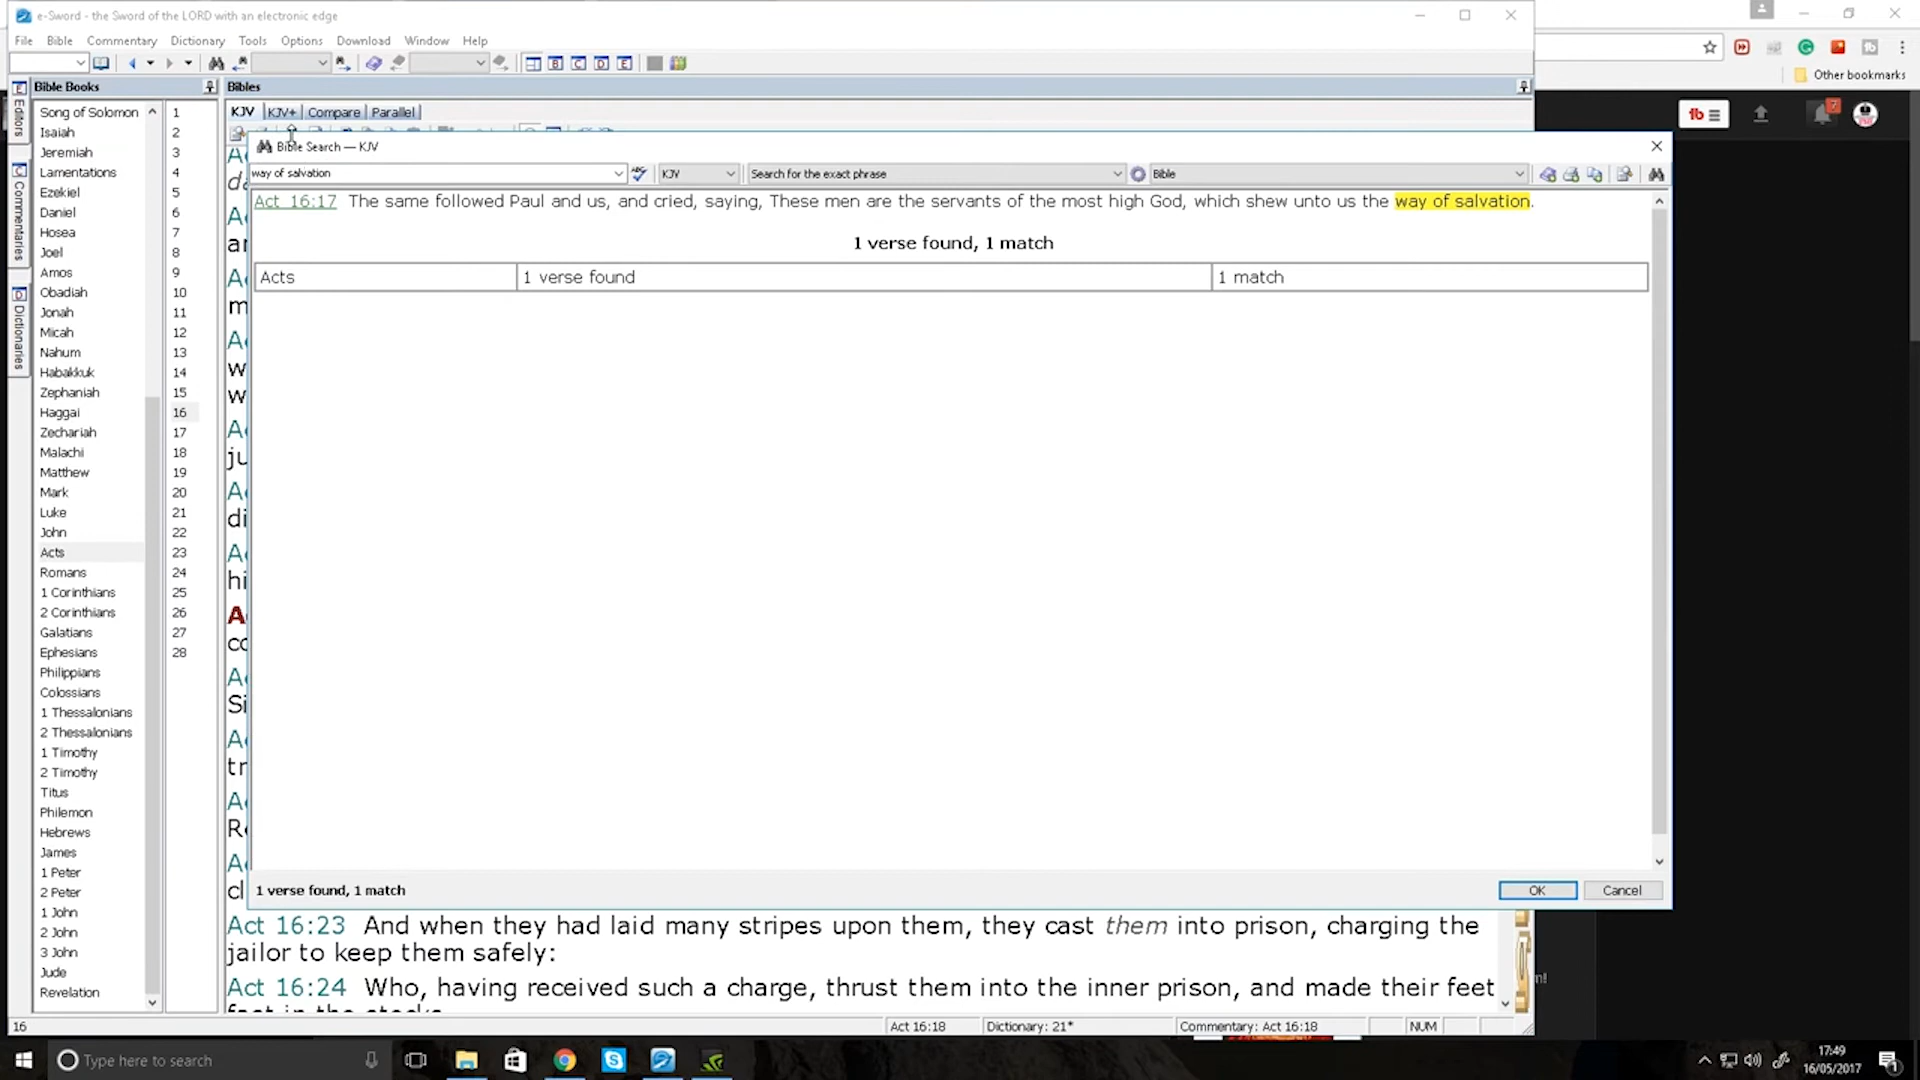 e-Sword - the Sword of the LORD with an electronic edge
File Bible Commentary Dictionary Tools Options Download Window Help
Other bookmarks
Bible Books
Bibles
KJV KJV+ Compare Parallel
Editors
Commentaries
Dictionaries
Song of Solomon
Isaiah
Jeremiah
Lamentations
Ezekiel
Daniel
Hosea
Joel
Amos
Obadiah
Jonah
Micah
Nahum
Habakkuk
Zephaniah
Haggai
Zechariah
Malachi
Matthew
Mark
Luke
John
Acts
Romans
1 Corinthians
2 Corinthians
Galatians
Ephesians
Philippians
Colossians
1 Thessalonians
2 Thessalonians
1 Timothy
2 Timothy
Titus
Philemon
Hebrews
James
1 Peter
2 Peter
1 John
2 John
3 John
Jude
Revelation
1
2
3
4
5
6
7
8
9
10
11
12
13
14
15
16
17
18
19
20
21
22
23
24
25
26
27
28
Bible Search — KJV
way of salvation KJV Search for the exact phrase Bible
Act 16:17 The same followed Paul and us, and cried, saying, These men are the servants of the most high God, which shew unto us the way of salvation.
1 verse found, 1 match
Acts 1 verse found 1 match
1 verse found, 1 match
OK Cancel
Act 16:23 And when they had laid many stripes upon them, they cast them into prison, charging the
jailor to keep them safely:
Act 16:24 Who, having received such a charge, thrust them into the inner prison, and made their feet
16 Act 16:18 Dictionary: 21* Commentary: Act 16:18 NUM
Type here to search
17:49
16/05/2017